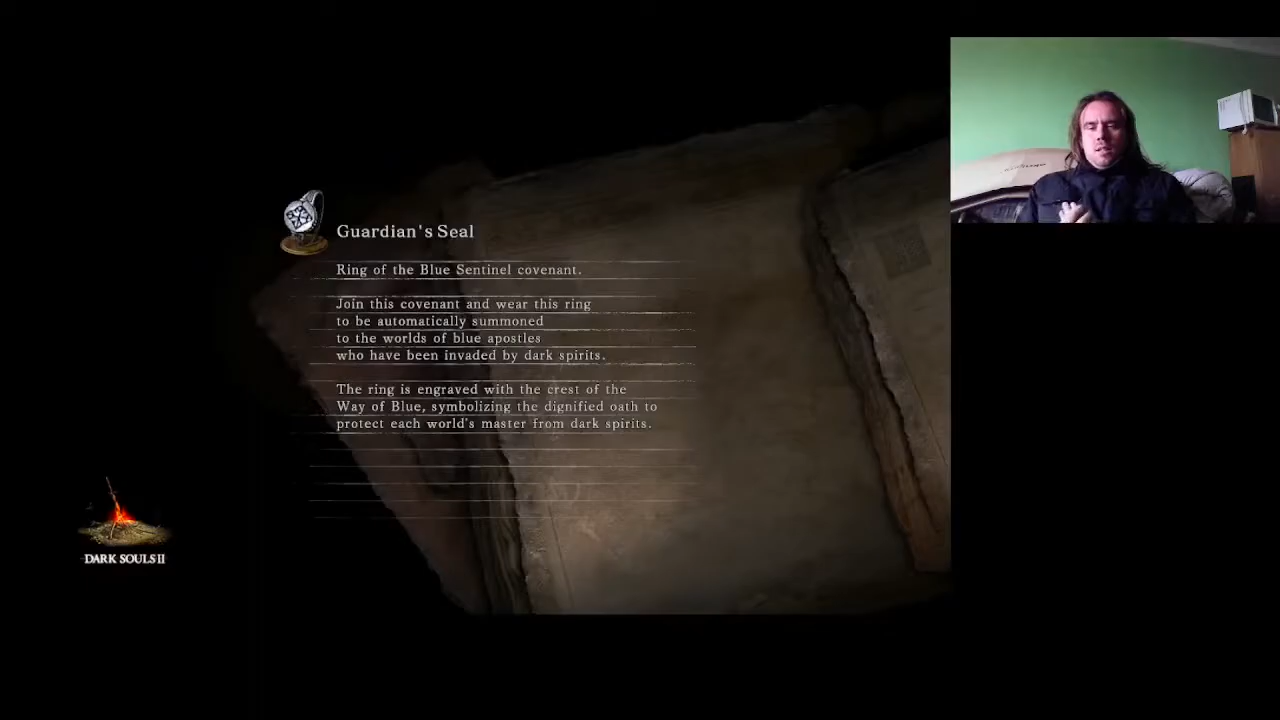 Guardian's Seal
Ring of the Blue Sentinel covenant.
Join this covenant and wear this ring
to be automatically summoned
to the worlds of blue apostles
who have been invaded by dark spirits.
The ring is engraved with the crest of the
Way of Blue, symbolizing the dignified oath to
protect each world's master from dark spirits.
DARK SOULS II